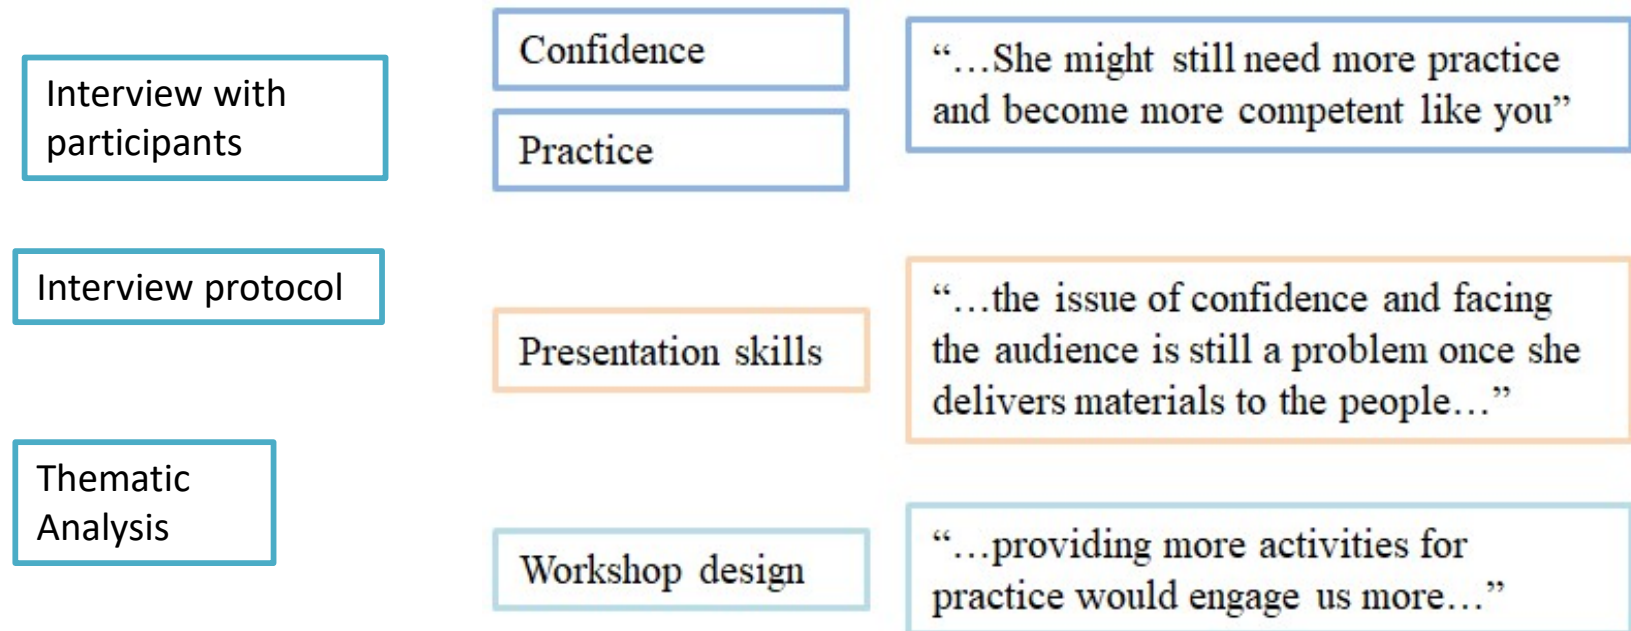 Interview with
participants
Interview protocol
Thematic
Analysis
Confidence
Practice
“…She might still need more practice
and become more competent like you”
Presentation skills
“…the issue of confidence and facing
the audience is still a problem once she
delivers materials to the people…”
Workshop design
“…providing more activities for
practice would engage us more…”